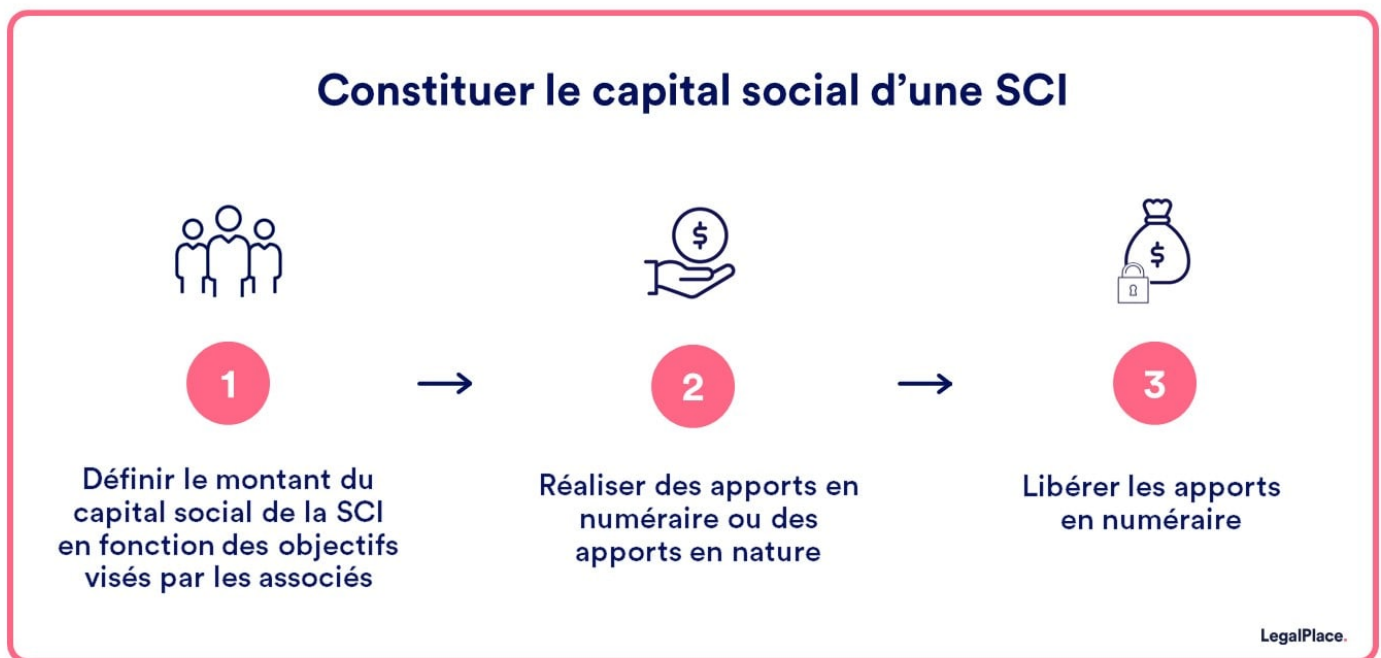 Constituer le capital social d’une SCI
$
$
1
2
3
Définir le montant du
capital social de la SCI
en fonction des objectifs
visés par les associés
Réaliser des apports en
numéraire ou des
apports en nature
Libérer les apports
en numéraire
LegalPlace.